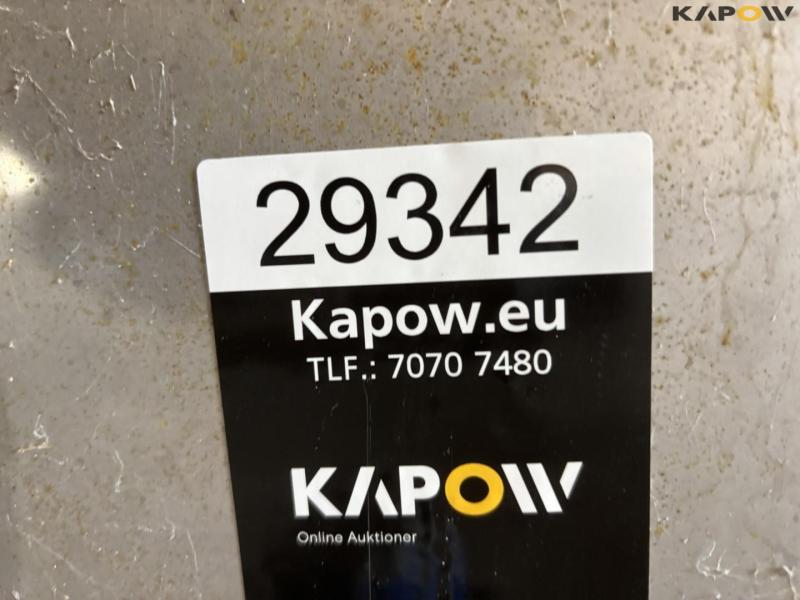 KAPOW
29342
Kapow.eu
TLF.: 7070 7480
KAPOW
Online Auktioner